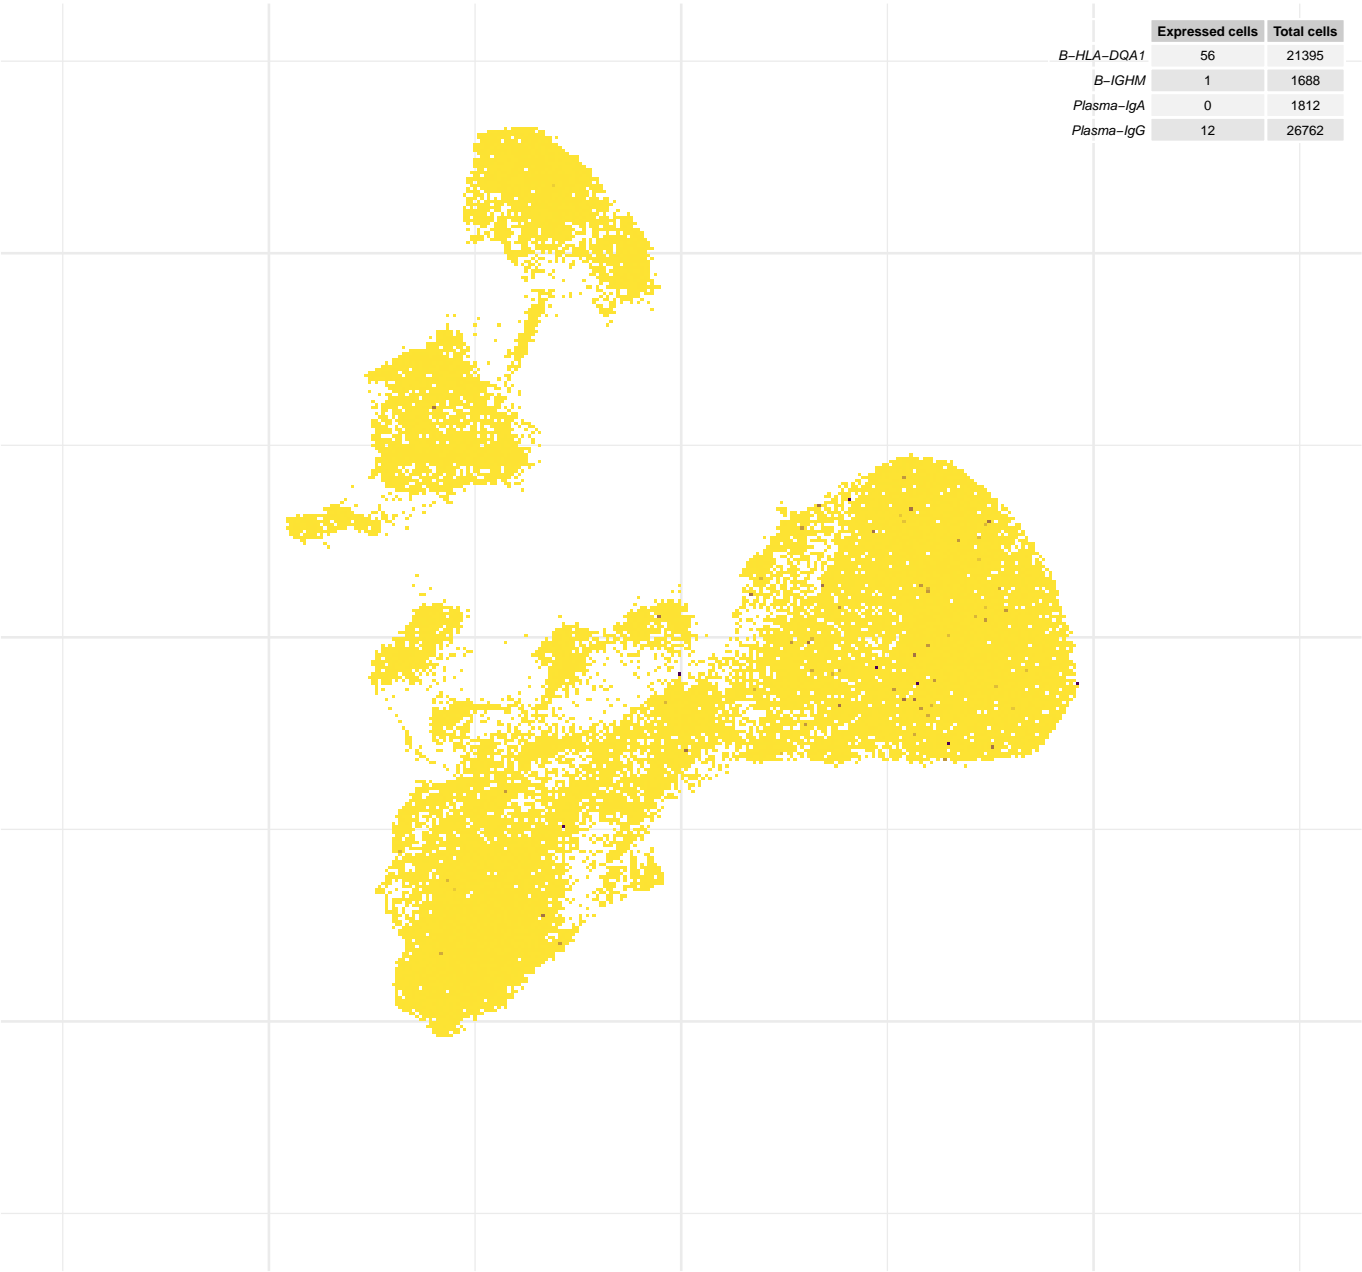 Expressed cells Total cells
B−HLA−DQA1 56 21395
B−IGHM 1 1688
Plasma−IgA 0 1812
Plasma−IgG 12 26762